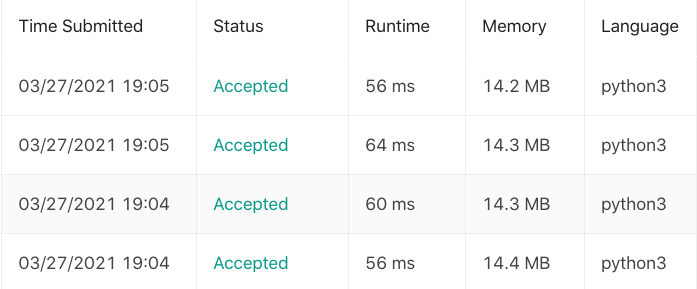 Time Submitted Status Runtime Memory Language
03/27/2021 19:05 Accepted 56 ms 14.2 MB python3
03/27/2021 19:05 Accepted 64 ms 14.3 MB python3
03/27/2021 19:04 Accepted 60 ms 14.3 MB python3
03/27/2021 19:04 Accepted 56 ms 14.4 MB python3